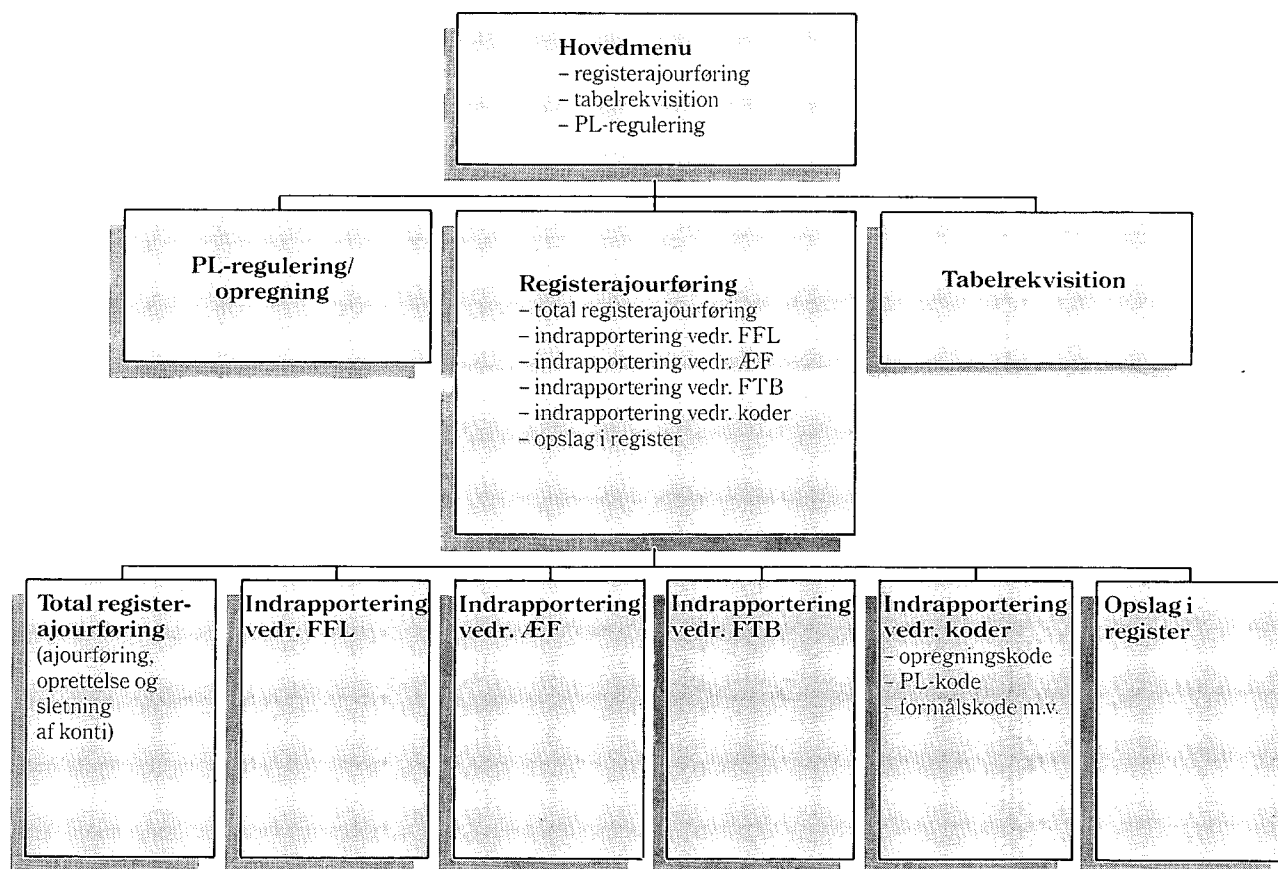 Hovedmenu
– registerajourføring
– tabelrekvisition
– PL-regulering
PL-regulering/
opregning
Registerajourføring
– total registerajourføring
– indrapportering vedr. FFL
– indrapportering vedr. ÆF
– indrapportering vedr. FTB
– indrapportering vedr. koder
– opslag i register
Tabelrekvisition
Total register-
ajourføring
(ajourføring,
oprettelse og
sletning
af konti)
Indrapportering
vedr. FFL
Indrapportering
vedr. ÆF
Indrapportering
vedr. FTB
Indrapportering
vedr. koder
– opregningskode
– PL-kode
– formålskode m.v.
Opslag i
register